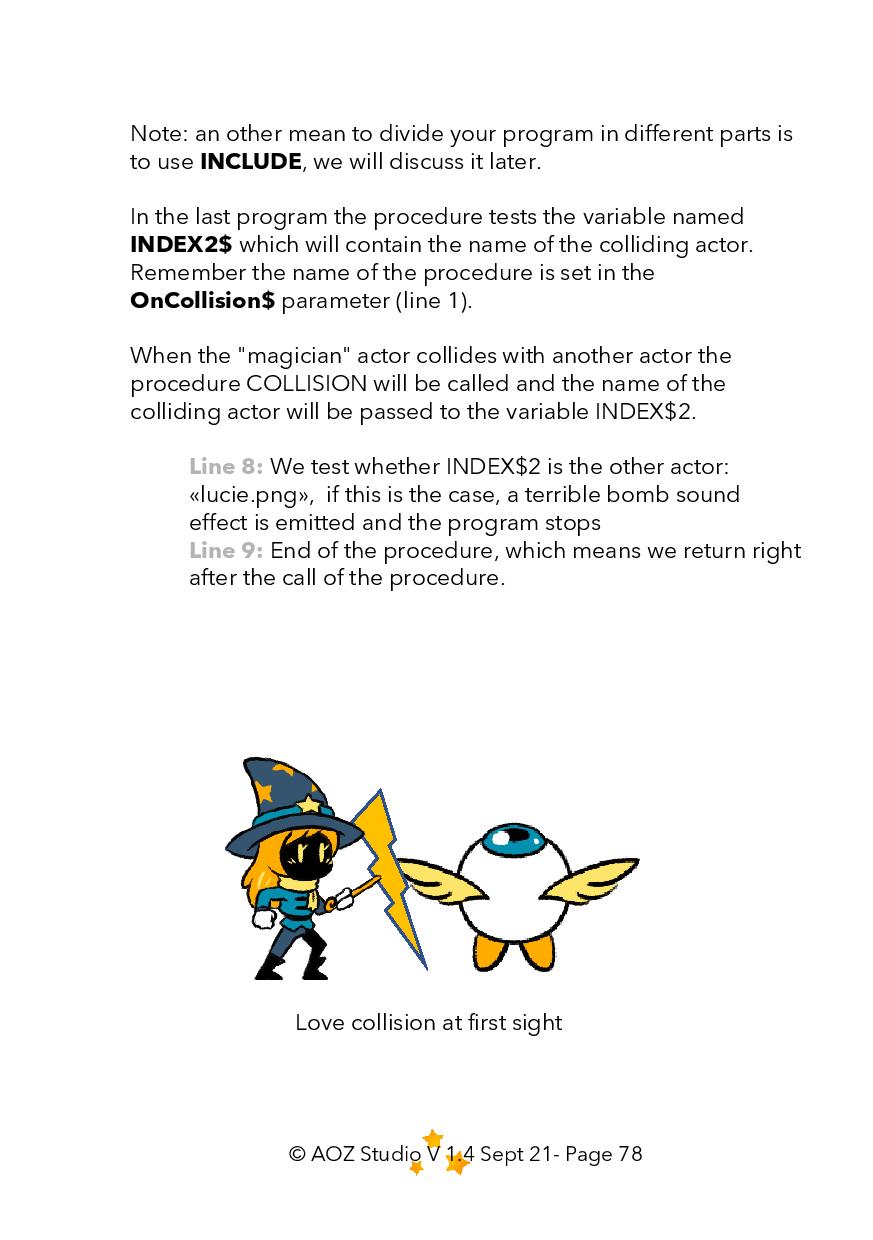 Note: an other mean to divide your program in different parts is
to use INCLUDE, we will discuss it later.
In the last program the procedure tests the variable named
INDEX2$ which will contain the name of the colliding actor.
Remember the name of the procedure is set in the
OnCollision$ parameter (line 1).
When the "magician" actor collides with another actor the
procedure COLLISION will be called and the name of the
colliding actor will be passed to the variable INDEX$2.
Line 8: We test whether INDEX$2 is the other actor:
«lucie.png»,  if this is the case, a terrible bomb sound
effect is emitted and the program stops
Line 9: End of the procedure, which means we return right
after the call of the procedure.
Love collision at first sight
© AOZ Studio V 1.4 Sept 21- Page 78